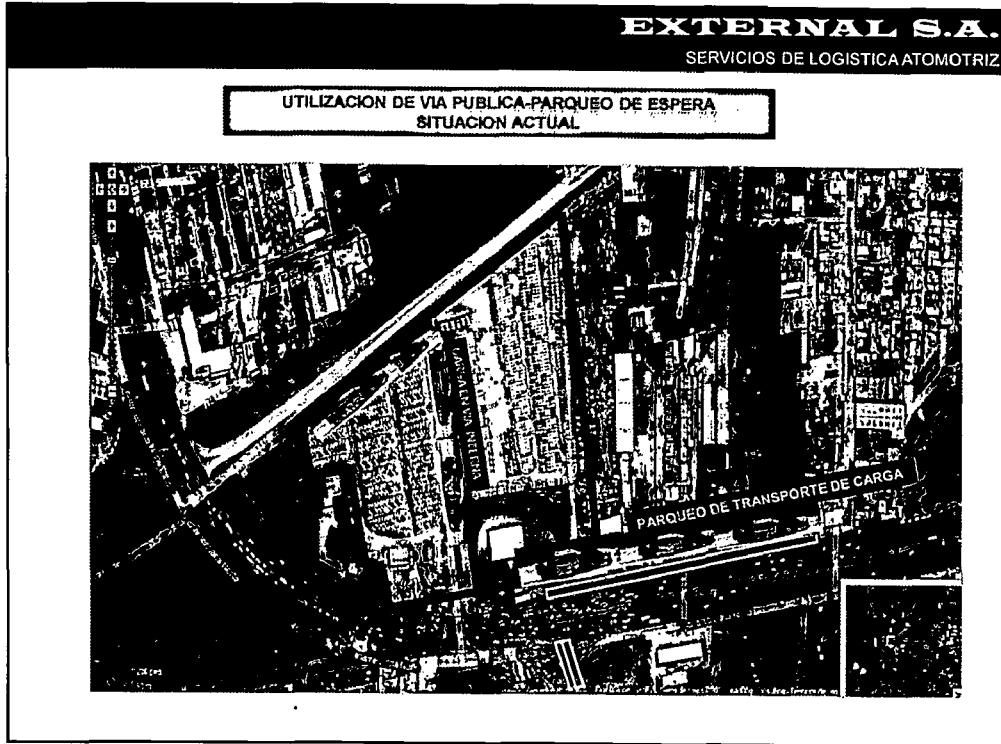 EXTERNAL S.A.
SERVICIOS DE LOGISTICA ATOMOTRIZ
UTILIZACION DE VIA PUBLICA-PARQUEO DE ESPERA
SITUACION ACTUAL
PARQUEO DE TRANSPORTE DE CARGA